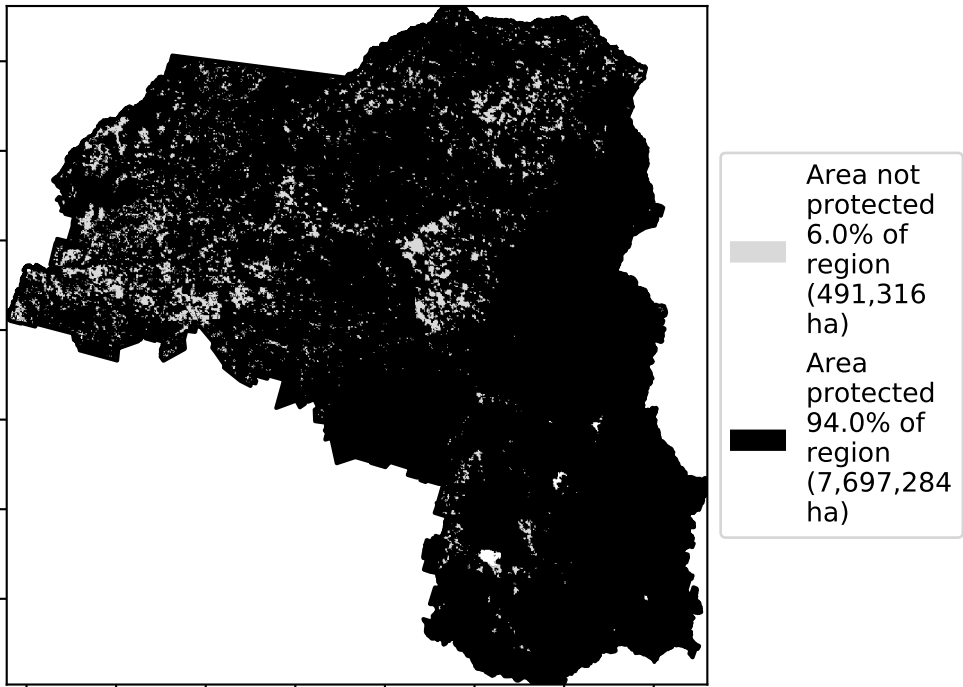 Area not
protected
6.0% of
region
(491,316
ha)
Area
protected
94.0% of
region
(7,697,284
ha)